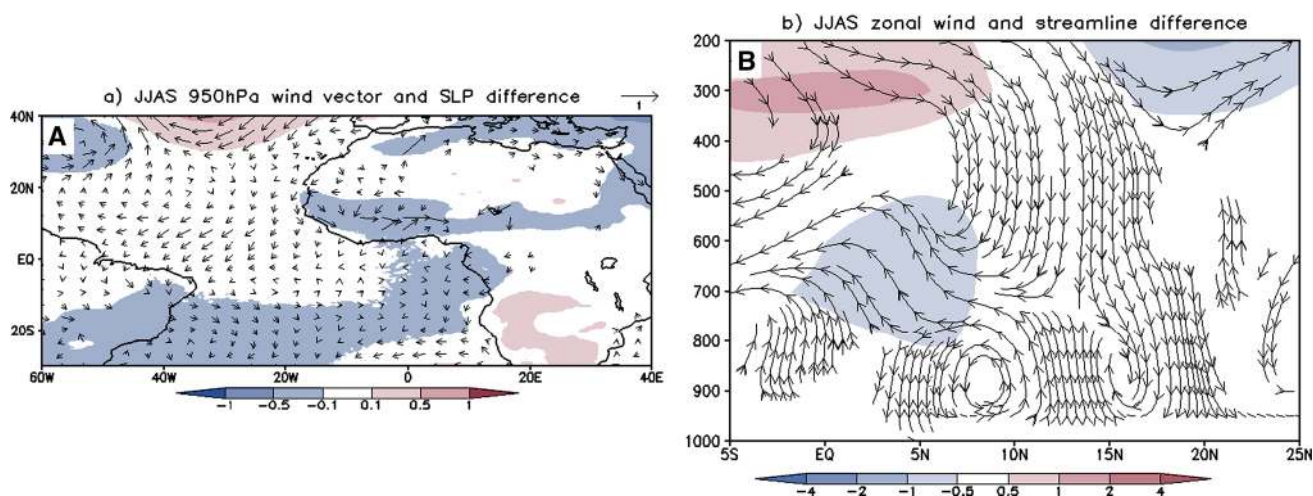 a) JJAS 950hPa wind vector and SLP difference
1
A
40N
20N
EQ
20S
60W 40W 20W 0 20E 40E
-1 -0.5 -0.1 0.1 0.5 1
b) JJAS zonal wind and streamline difference
B
200
300
400
500
600
700
800
900
1000
5S EQ 5N 10N 15N 20N 25N
-4 -2 -1 -0.5 0.5 1 2 4